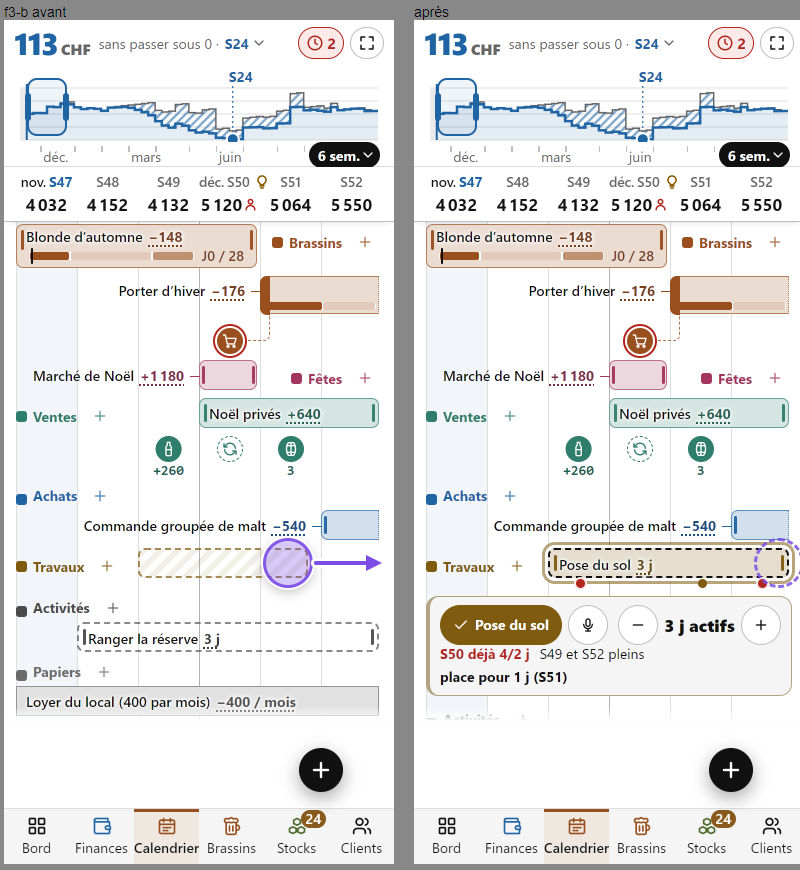 f3-b avant
113 CHF sans passer sous 0 · S24
2
S24
déc. mars juin
6 sem.
nov. S47 S48 S49 déc. S50 S51 S52
4 032 4 152 4 132 5 120 5 064 5 550
Blonde d’automne −148
J0 / 28
Brassins +
Porter d’hiver −176
Marché de Noël +1 180
Fêtes +
Ventes +
Noël privés +640
+260 3
Achats +
Commande groupée de malt −540
Travaux +
Activités +
Ranger la réserve 3 j
Papiers +
Loyer du local (400 par mois) −400 / mois
+
24
Bord Finances Calendrier Brassins Stocks Clients
après
113 CHF sans passer sous 0 · S24
2
S24
déc. mars juin
6 sem.
nov. S47 S48 S49 déc. S50 S51 S52
4 032 4 152 4 132 5 120 5 064 5 550
Blonde d’automne −148
J0 / 28
Brassins +
Porter d’hiver −176
Marché de Noël +1 180
Fêtes +
Ventes +
Noël privés +640
+260 3
Achats +
Commande groupée de malt −540
Travaux +
Pose du sol 3 j
Pose du sol − 3 j actifs +
S50 déjà 4/2 j S49 et S52 pleins
place pour 1 j (S51)
Activités +
+
24
Bord Finances Calendrier Brassins Stocks Clients